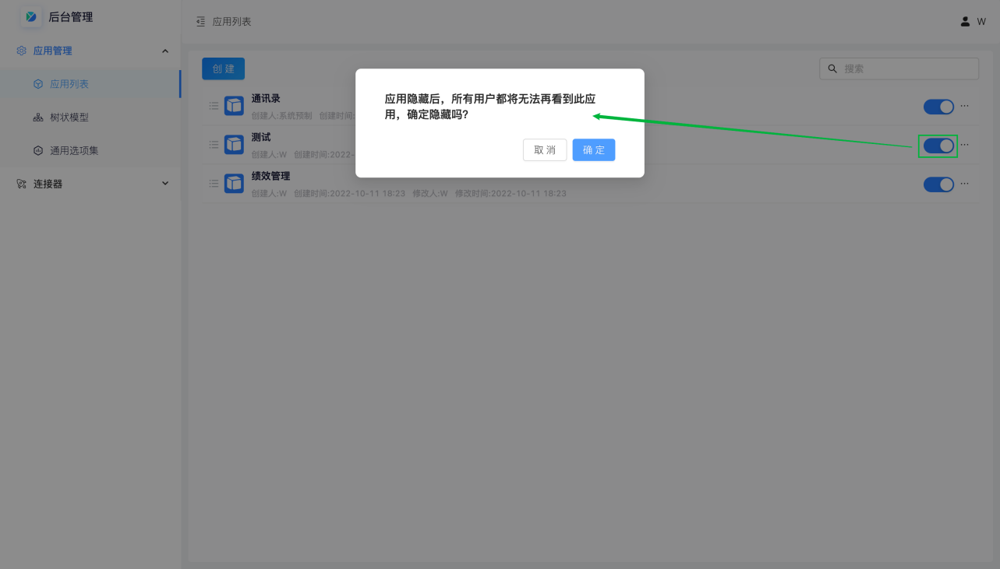 后台管理
应用列表
W
应用管理
应用列表
树状模型
通用选项集
连接器
创 建
搜索
通讯录
创建人:系统预制 创建时间:
测试
创建人:W 创建时间:2022-
绩效管理
创建人:W 创建时间:2022-10-11 18:23 修改人:W 修改时间:2022-10-11 18:23
应用隐藏后，所有用户都将无法再看到此应
用，确定隐藏吗?
取 消
确 定